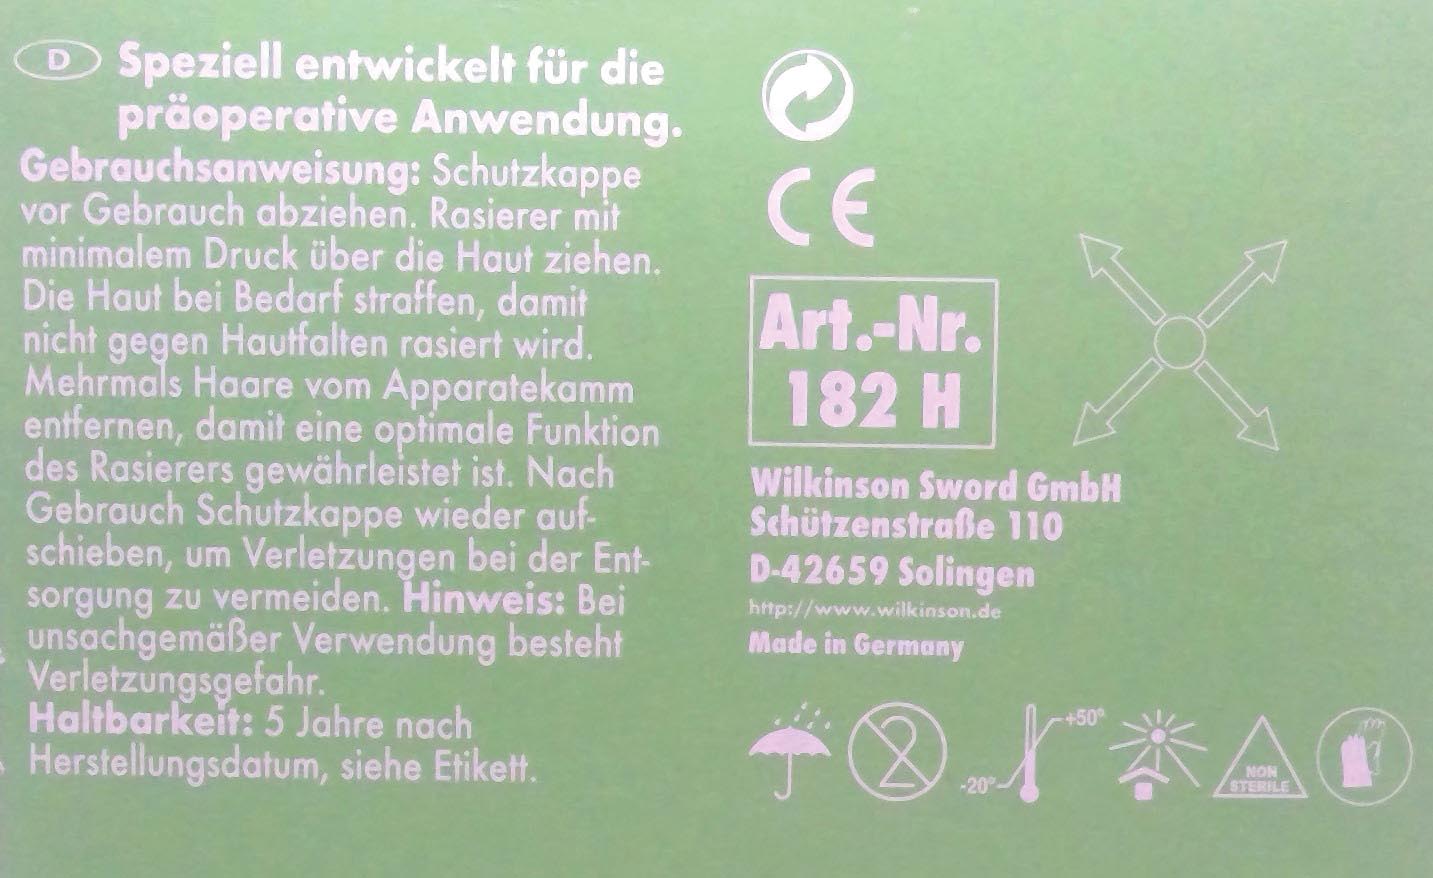 D
Speziell entwickelt für die
präoperative Anwendung.
Gebrauchsanweisung: Schutzkappe
vor Gebrauch abziehen. Rasierer mit
minimalem Druck über die Haut ziehen.
Die Haut bei Bedarf straffen, damit
nicht gegen Hautfalten rasiert wird.
Mehrmals Haare vom Apparatekamm
entfernen, damit eine optimale Funktion
des Rasierers gewährleistet ist. Nach
Gebrauch Schutzkappe wieder auf-
schieben, um Verletzungen bei der Ent-
sorgung zu vermeiden. Hinweis: Bei
unsachgemäßer Verwendung besteht
Verletzungsgefahr.
Haltbarkeit: 5 Jahre nach
Herstellungsdatum, siehe Etikett.
CE
Art.-Nr.
182 H
Wilkinson Sword GmbH
Schützenstraße 110
D-42659 Solingen
http://www.wilkinson.de
Made in Germany
2
+50°
-20°
NON
STERILE